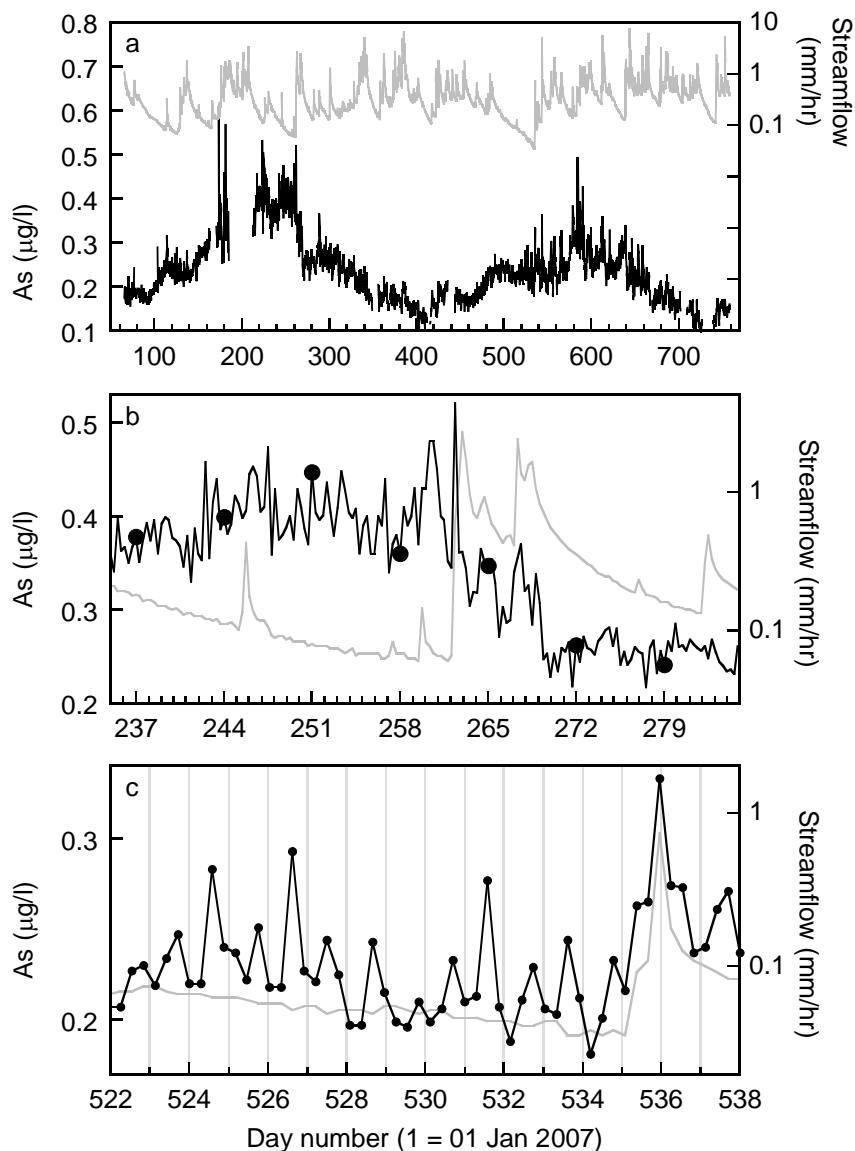 a
0.8
0.7
0.6
0.5
0.4
0.3
0.2
0.1
As (μg/l)
10
1
0.1
Streamflow
(mm/hr)
100 200 300 400 500 600 700
b
0.5
0.4
0.3
0.2
As (μg/l)
1
0.1
Streamflow (mm/hr)
237 244 251 258 265 272 279
c
0.3
0.2
As (μg/l)
1
0.1
Streamflow (mm/hr)
522 524 526 528 530 532 534 536 538
Day number (1 = 01 Jan 2007)